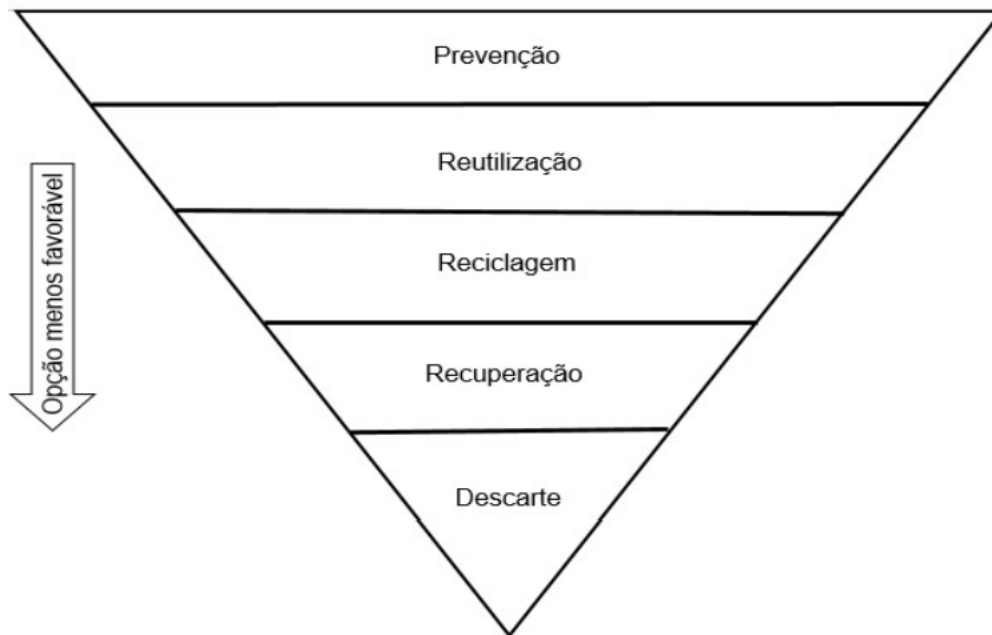 Prevenção
Reutilização
Reciclagem
Recuperação
Descarte
Opção menos favorável